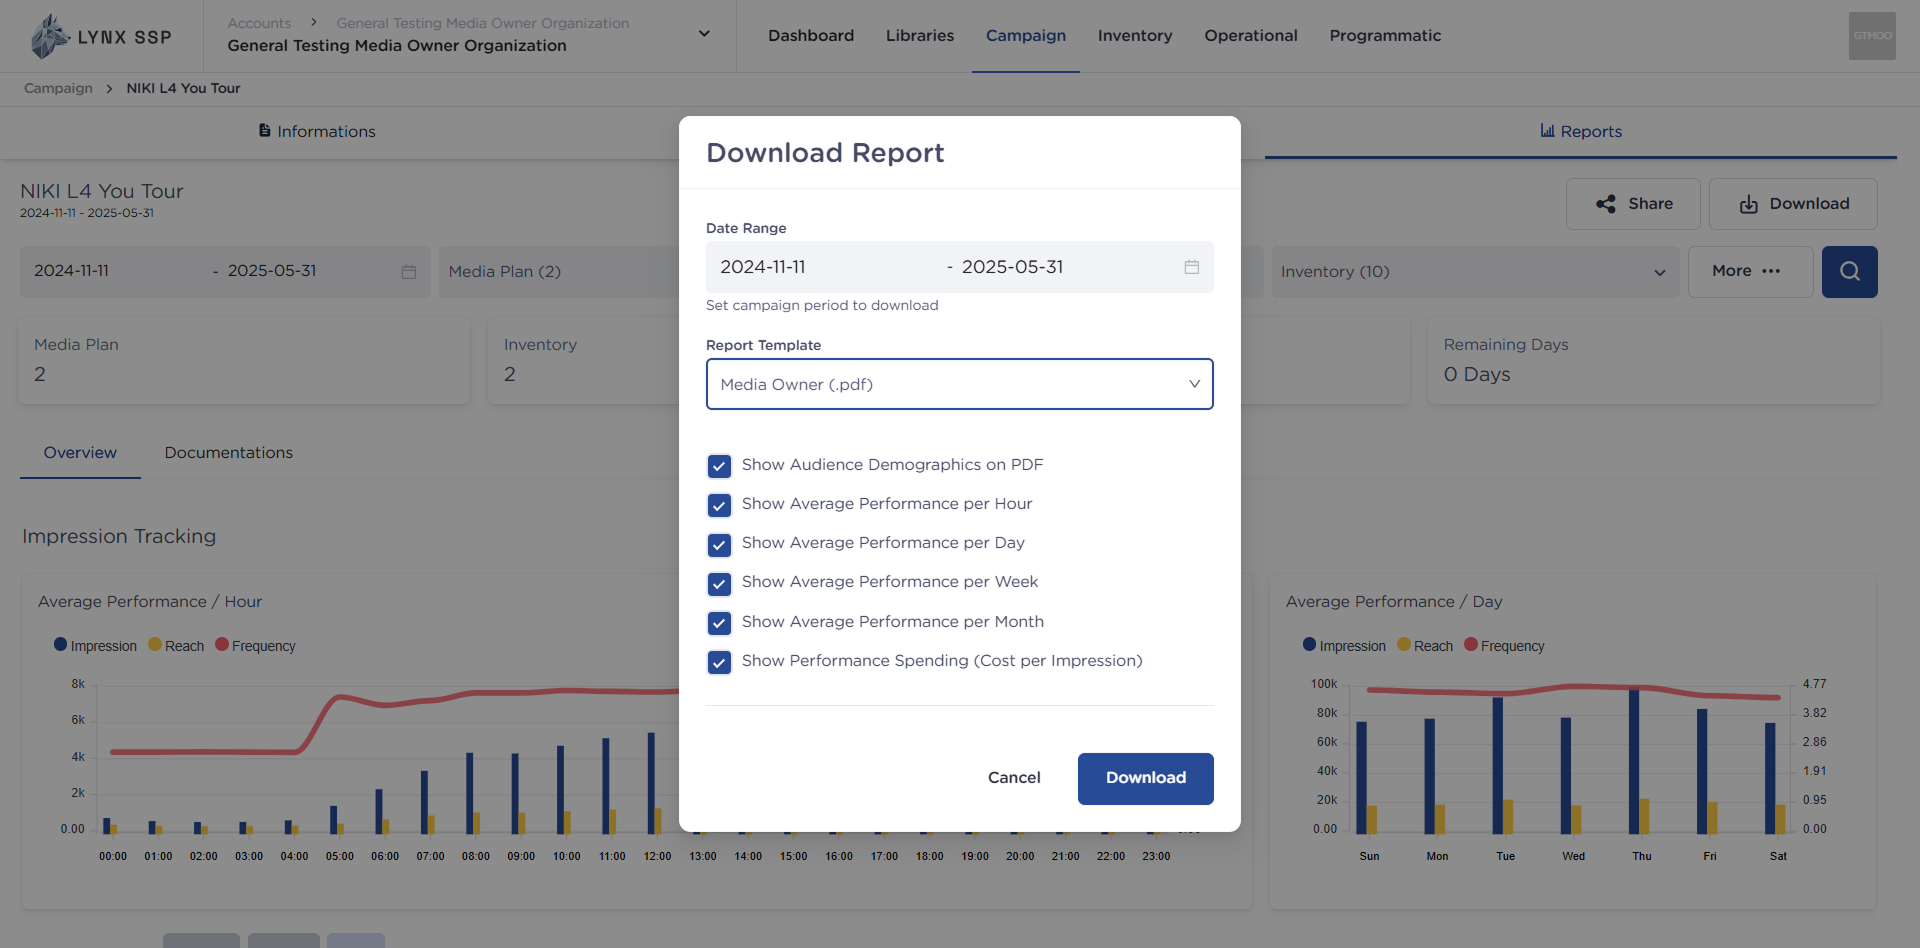 LYNX SSP
Accounts > General Testing Media Owner Organization
General Testing Media Owner Organization
Dashboard
Libraries
Campaign
Inventory
Operational
Programmatic
GTMOO
Campaign > NIKI L4 You Tour
Informations
Reports
NIKI L4 You Tour
2024-11-11 - 2025-05-31
Share
Download
2024-11-11 - 2025-05-31
Media Plan (2)
Inventory (10)
More
Media Plan
2
Inventory
2
Remaining Days
0 Days
Overview
Documentations
Impression Tracking
Average Performance / Hour
Impression Reach Frequency
8k
6k
4k
2k
0.00
00:00 01:00 02:00 03:00 04:00 05:00 06:00 07:00 08:00 09:00 10:00 11:00 12:00 13:00 14:00 15:00 16:00 17:00 18:00 19:00 20:00 21:00 22:00 23:00
Average Performance / Day
Impression Reach Frequency
100k 4.77
80k 3.82
60k 2.86
40k 1.91
20k 0.95
0.00 0.00
Sun Mon Tue Wed Thu Fri Sat
Download Report
Date Range
2024-11-11 - 2025-05-31
Set campaign period to download
Report Template
Media Owner (.pdf)
Show Audience Demographics on PDF
Show Average Performance per Hour
Show Average Performance per Day
Show Average Performance per Week
Show Average Performance per Month
Show Performance Spending (Cost per Impression)
Cancel
Download